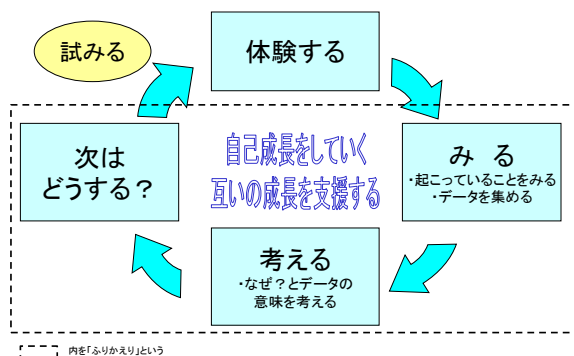 試みる
体験する
み る
・起こっていることをみる
・データを集める
考える
・なぜ?とデータの
意味を考える
次は
どうする?
自己成長をしていく
互いの成長を支援する
内を「ふりかえり」という